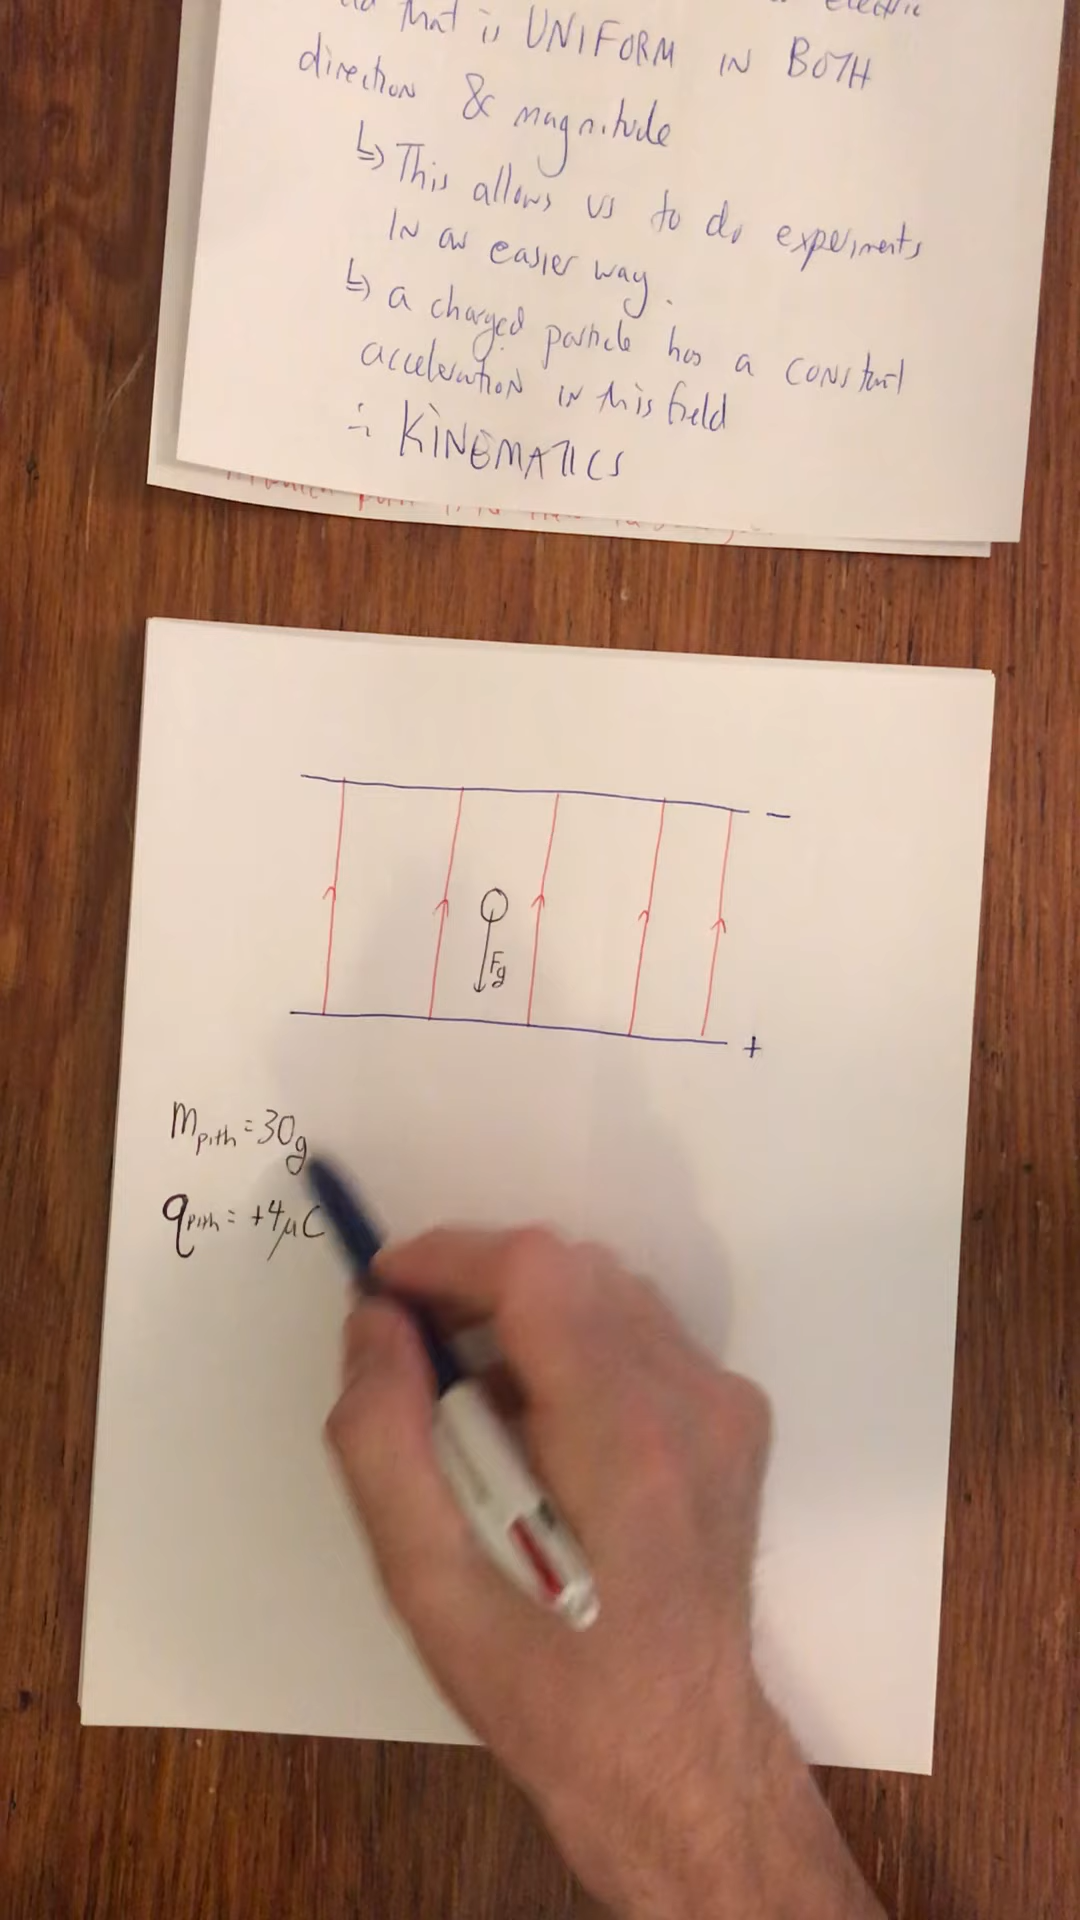 that is UNIFORM IN BOTH
direction & magnitude
↳ This allows us to do experiments
IN an easier way.
↳ a charged particle has a constant
acceleration IN this field
∴ KINEMATICS
−
Fg
+
mpith = 30g
qpith = +4μC